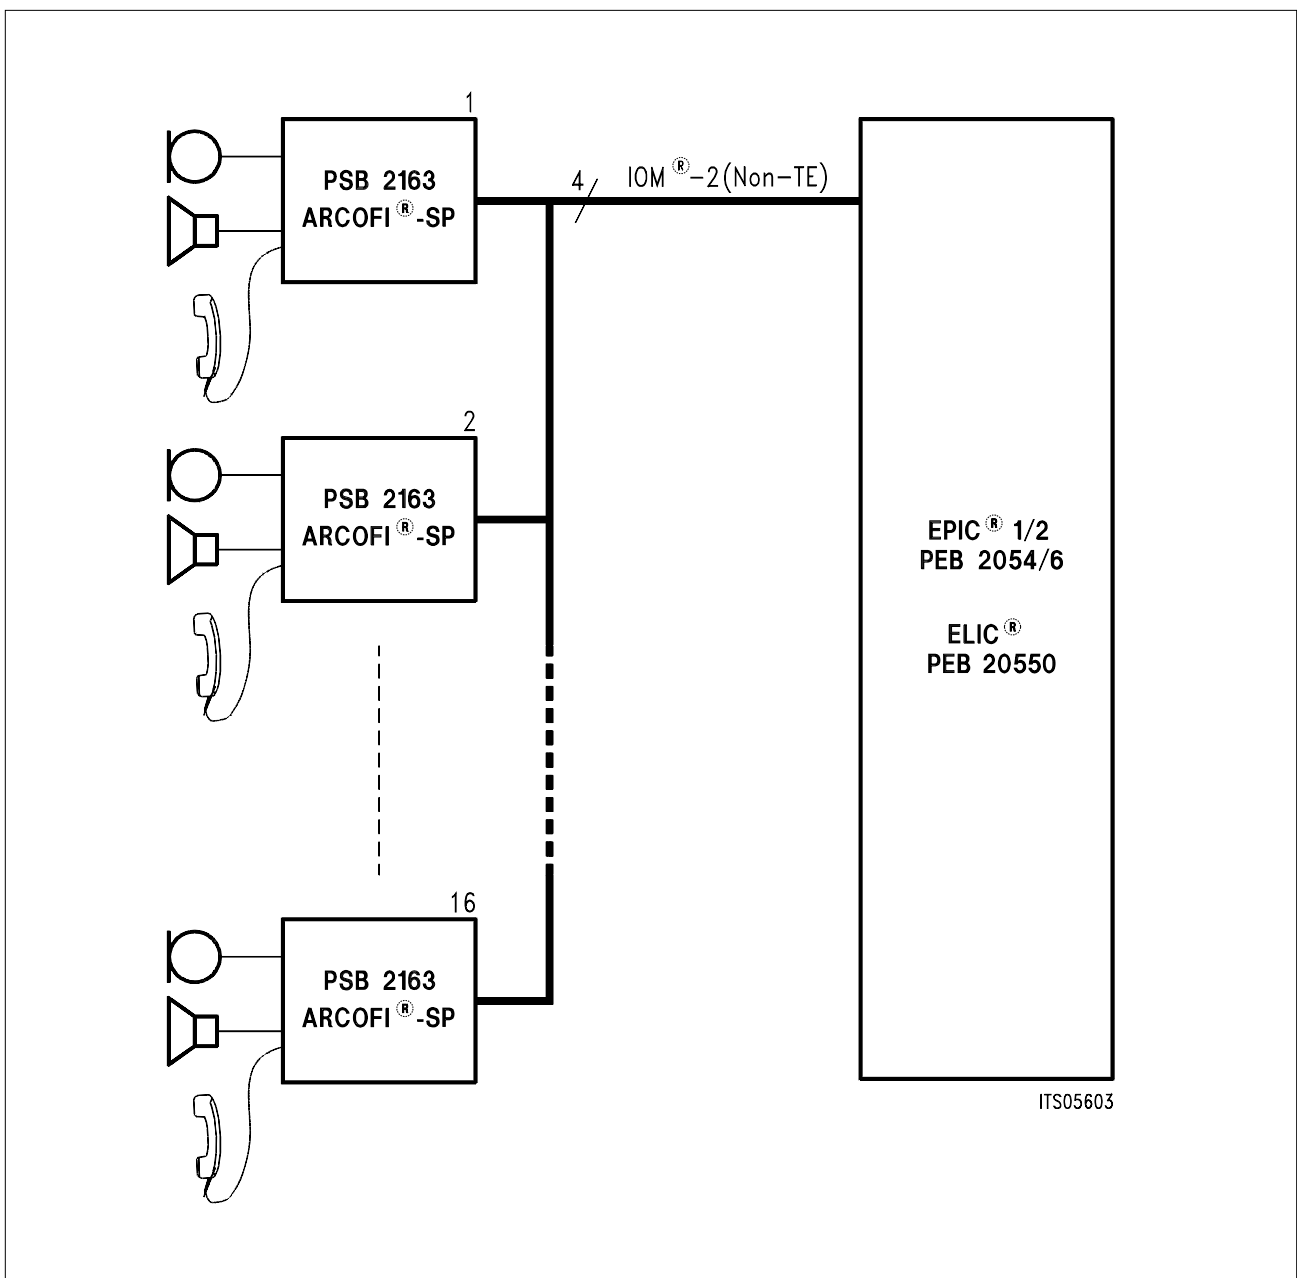 1
PSB 2163
ARCOFI®-SP
4
IOM®-2(Non-TE)
2
PSB 2163
ARCOFI®-SP
EPIC® 1/2
PEB 2054/6
ELIC®
PEB 20550
16
PSB 2163
ARCOFI®-SP
ITS05603